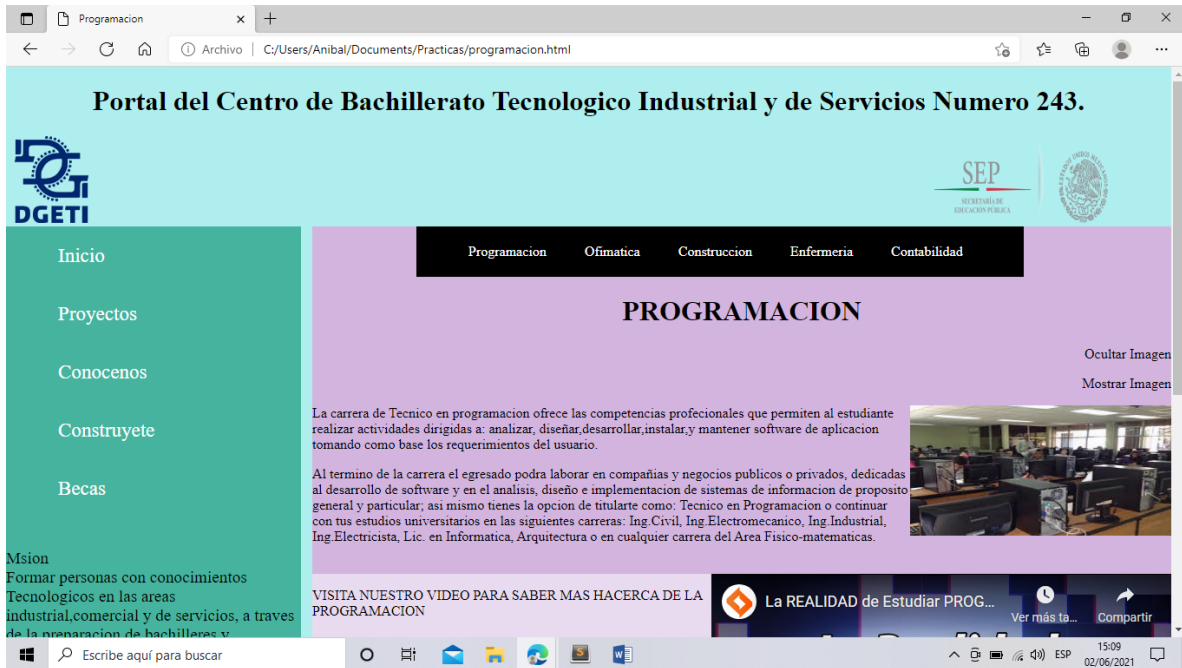 Programacion
Archivo
C:/Users/Anibal/Documents/Practicas/programacion.html
Portal del Centro de Bachillerato Tecnologico Industrial y de Servicios Numero 243.
DGETI
SEP
SECRETARÍA DE
EDUCACIÓN PÚBLICA
ESTADOS UNIDOS MEXICANOS
Inicio
Proyectos
Conocenos
Construyete
Becas
Msion
Formar personas con conocimientos
Tecnologicos en las areas
industrial,comercial y de servicios, a traves
de la preparacion de bachilleres y
Programacion Ofimatica Construccion Enfermeria Contabilidad
PROGRAMACION
Ocultar Imagen
Mostrar Imagen
La carrera de Tecnico en programacion ofrece las competencias profecionales que permiten al estudiante
realizar actividades dirigidas a: analizar, diseñar,desarrollar,instalar,y mantener software de aplicacion
tomando como base los requerimientos del usuario.
Al termino de la carrera el egresado podra laborar en compañias y negocios publicos o privados, dedicadas
al desarrollo de software y en el analisis, diseño e implementacion de sistemas de informacion de proposito
general y particular; asi mismo tienes la opcion de titularte como: Tecnico en Programacion o continuar
con tus estudios universitarios en las siguientes carreras: Ing.Civil, Ing.Electromecanico, Ing.Industrial,
Ing.Electricista, Lic. en Informatica, Arquitectura o en cualquier carrera del Area Fisico-matematicas.
VISITA NUESTRO VIDEO PARA SABER MAS HACERCA DE LA
PROGRAMACION
La REALIDAD de Estudiar PROG...
Ver más ta...
Compartir
Escribe aquí para buscar
ESP
15:09
02/06/2021